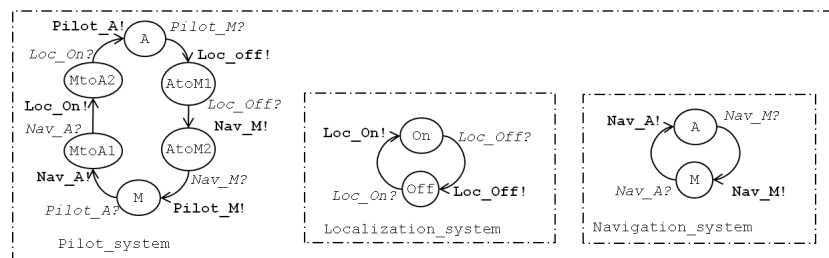 Pilot_A!
A
Pilot_M?
Loc_On?
Loc_off!
MtoA2
AtoM1
Loc_On!
Loc_Off?
Nav_A?
Nav_M!
MtoA1
AtoM2
Nav_A!
Nav_M?
M
Pilot_A?
Pilot_M!
Pilot_system
Loc_On!
On
Loc_Off?
Loc_On?
Off
Loc_Off!
Localization_system
Nav_A!
A
Nav_M?
Nav_A?
M
Nav_M!
Navigation_system